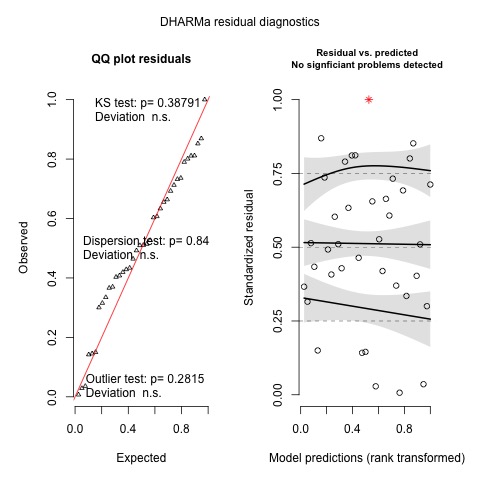 DHARMa residual diagnostics
QQ plot residuals
KS test: p= 0.38791
Deviation n.s.
Dispersion test: p= 0.84
Deviation n.s.
Outlier test: p= 0.2815
Deviation n.s.
Observed
0.0 0.2 0.4 0.6 0.8 1.0
0.0 0.4 0.8
Expected
Residual vs. predicted
No signficiant problems detected
Standardized residual
0.00 0.25 0.50 0.75 1.00
0.0 0.4 0.8
Model predictions (rank transformed)